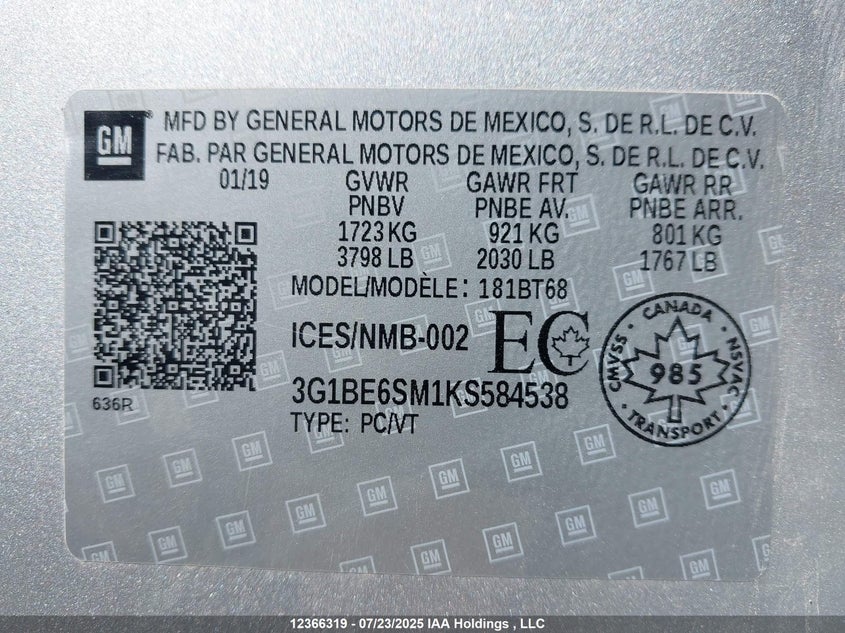 GM
MFD BY GENERAL MOTORS DE MEXICO, S. DE R.L. DE C.V.
FAB. PAR GENERAL MOTORS DE MEXICO, S. DE R.L. DE C.V.
01/19 GVWR GAWR FRT GAWR RR
PNBV PNBE AV. PNBE ARR.
1723 KG 921 KG 801 KG
3798 LB 2030 LB 1767 LB
MODEL/MODÈLE: 181BT68
ICES/NMB-002 EC
CANADA
CMVSS 985 NSVAC
TRANSPORT
3G1BE6SM1KS584538
636R
TYPE: PC/VT
12366319 - 07/23/2025 IAA Holdings , LLC